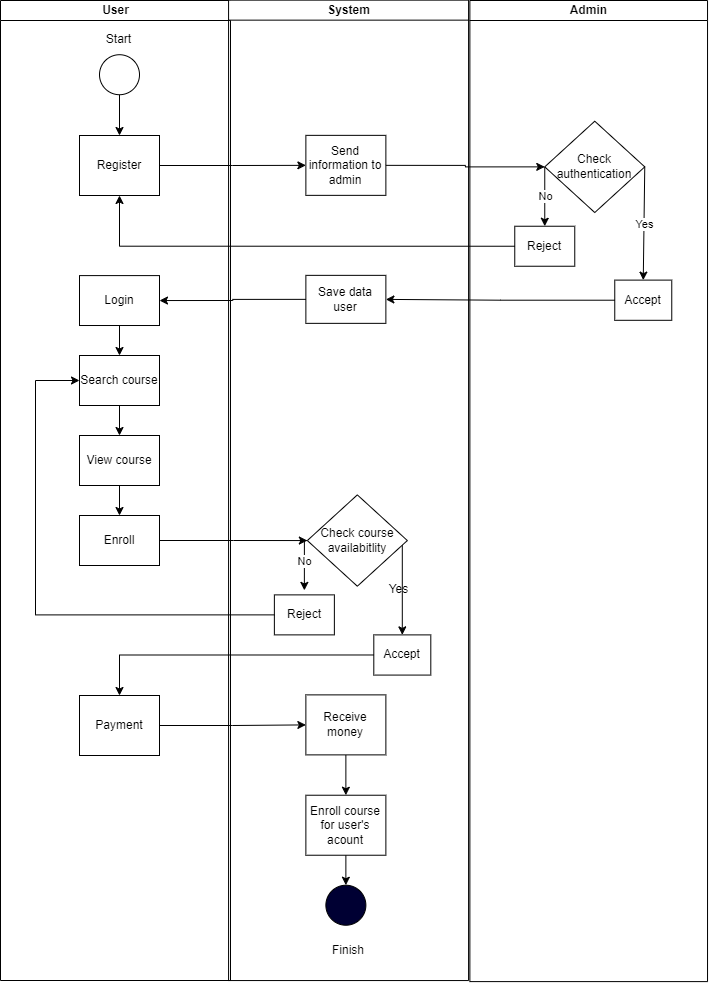 User
System
Admin
Start
Register
Send
information to
admin
Check
authentication
No
Yes
Reject
Login
Save data
user
Accept
Search course
View course
Enroll
Check course
availabitlity
No
Yes
Reject
Accept
Payment
Receive
money
Enroll course
for user's
acount
Finish